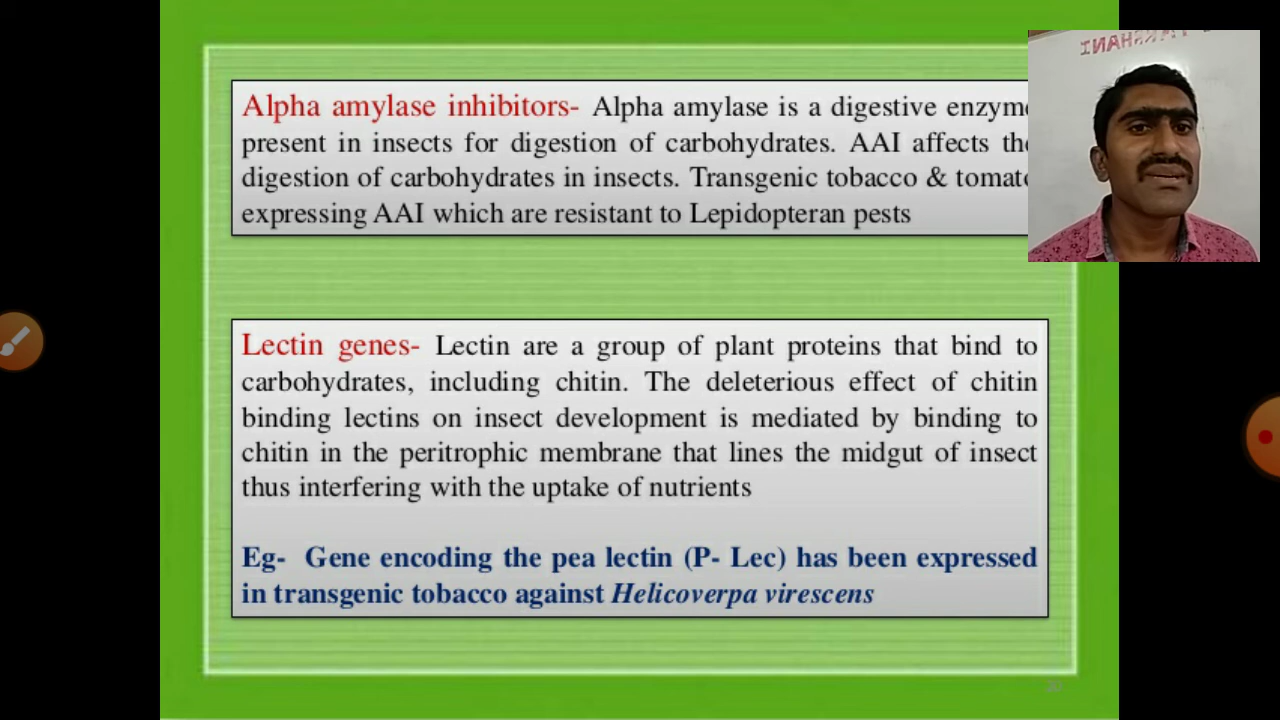 Alpha amylase inhibitors- Alpha amylase is a digestive enzyme
present in insects for digestion of carbohydrates. AAI affects the
digestion of carbohydrates in insects. Transgenic tobacco & tomato
expressing AAI which are resistant to Lepidopteran pests
Lectin genes- Lectin are a group of plant proteins that bind to
carbohydrates, including chitin. The deleterious effect of chitin
binding lectins on insect development is mediated by binding to
chitin in the peritrophic membrane that lines the midgut of insect
thus interfering with the uptake of nutrients
Eg- Gene encoding the pea lectin (P- Lec) has been expressed
in transgenic tobacco against Helicoverpa virescens